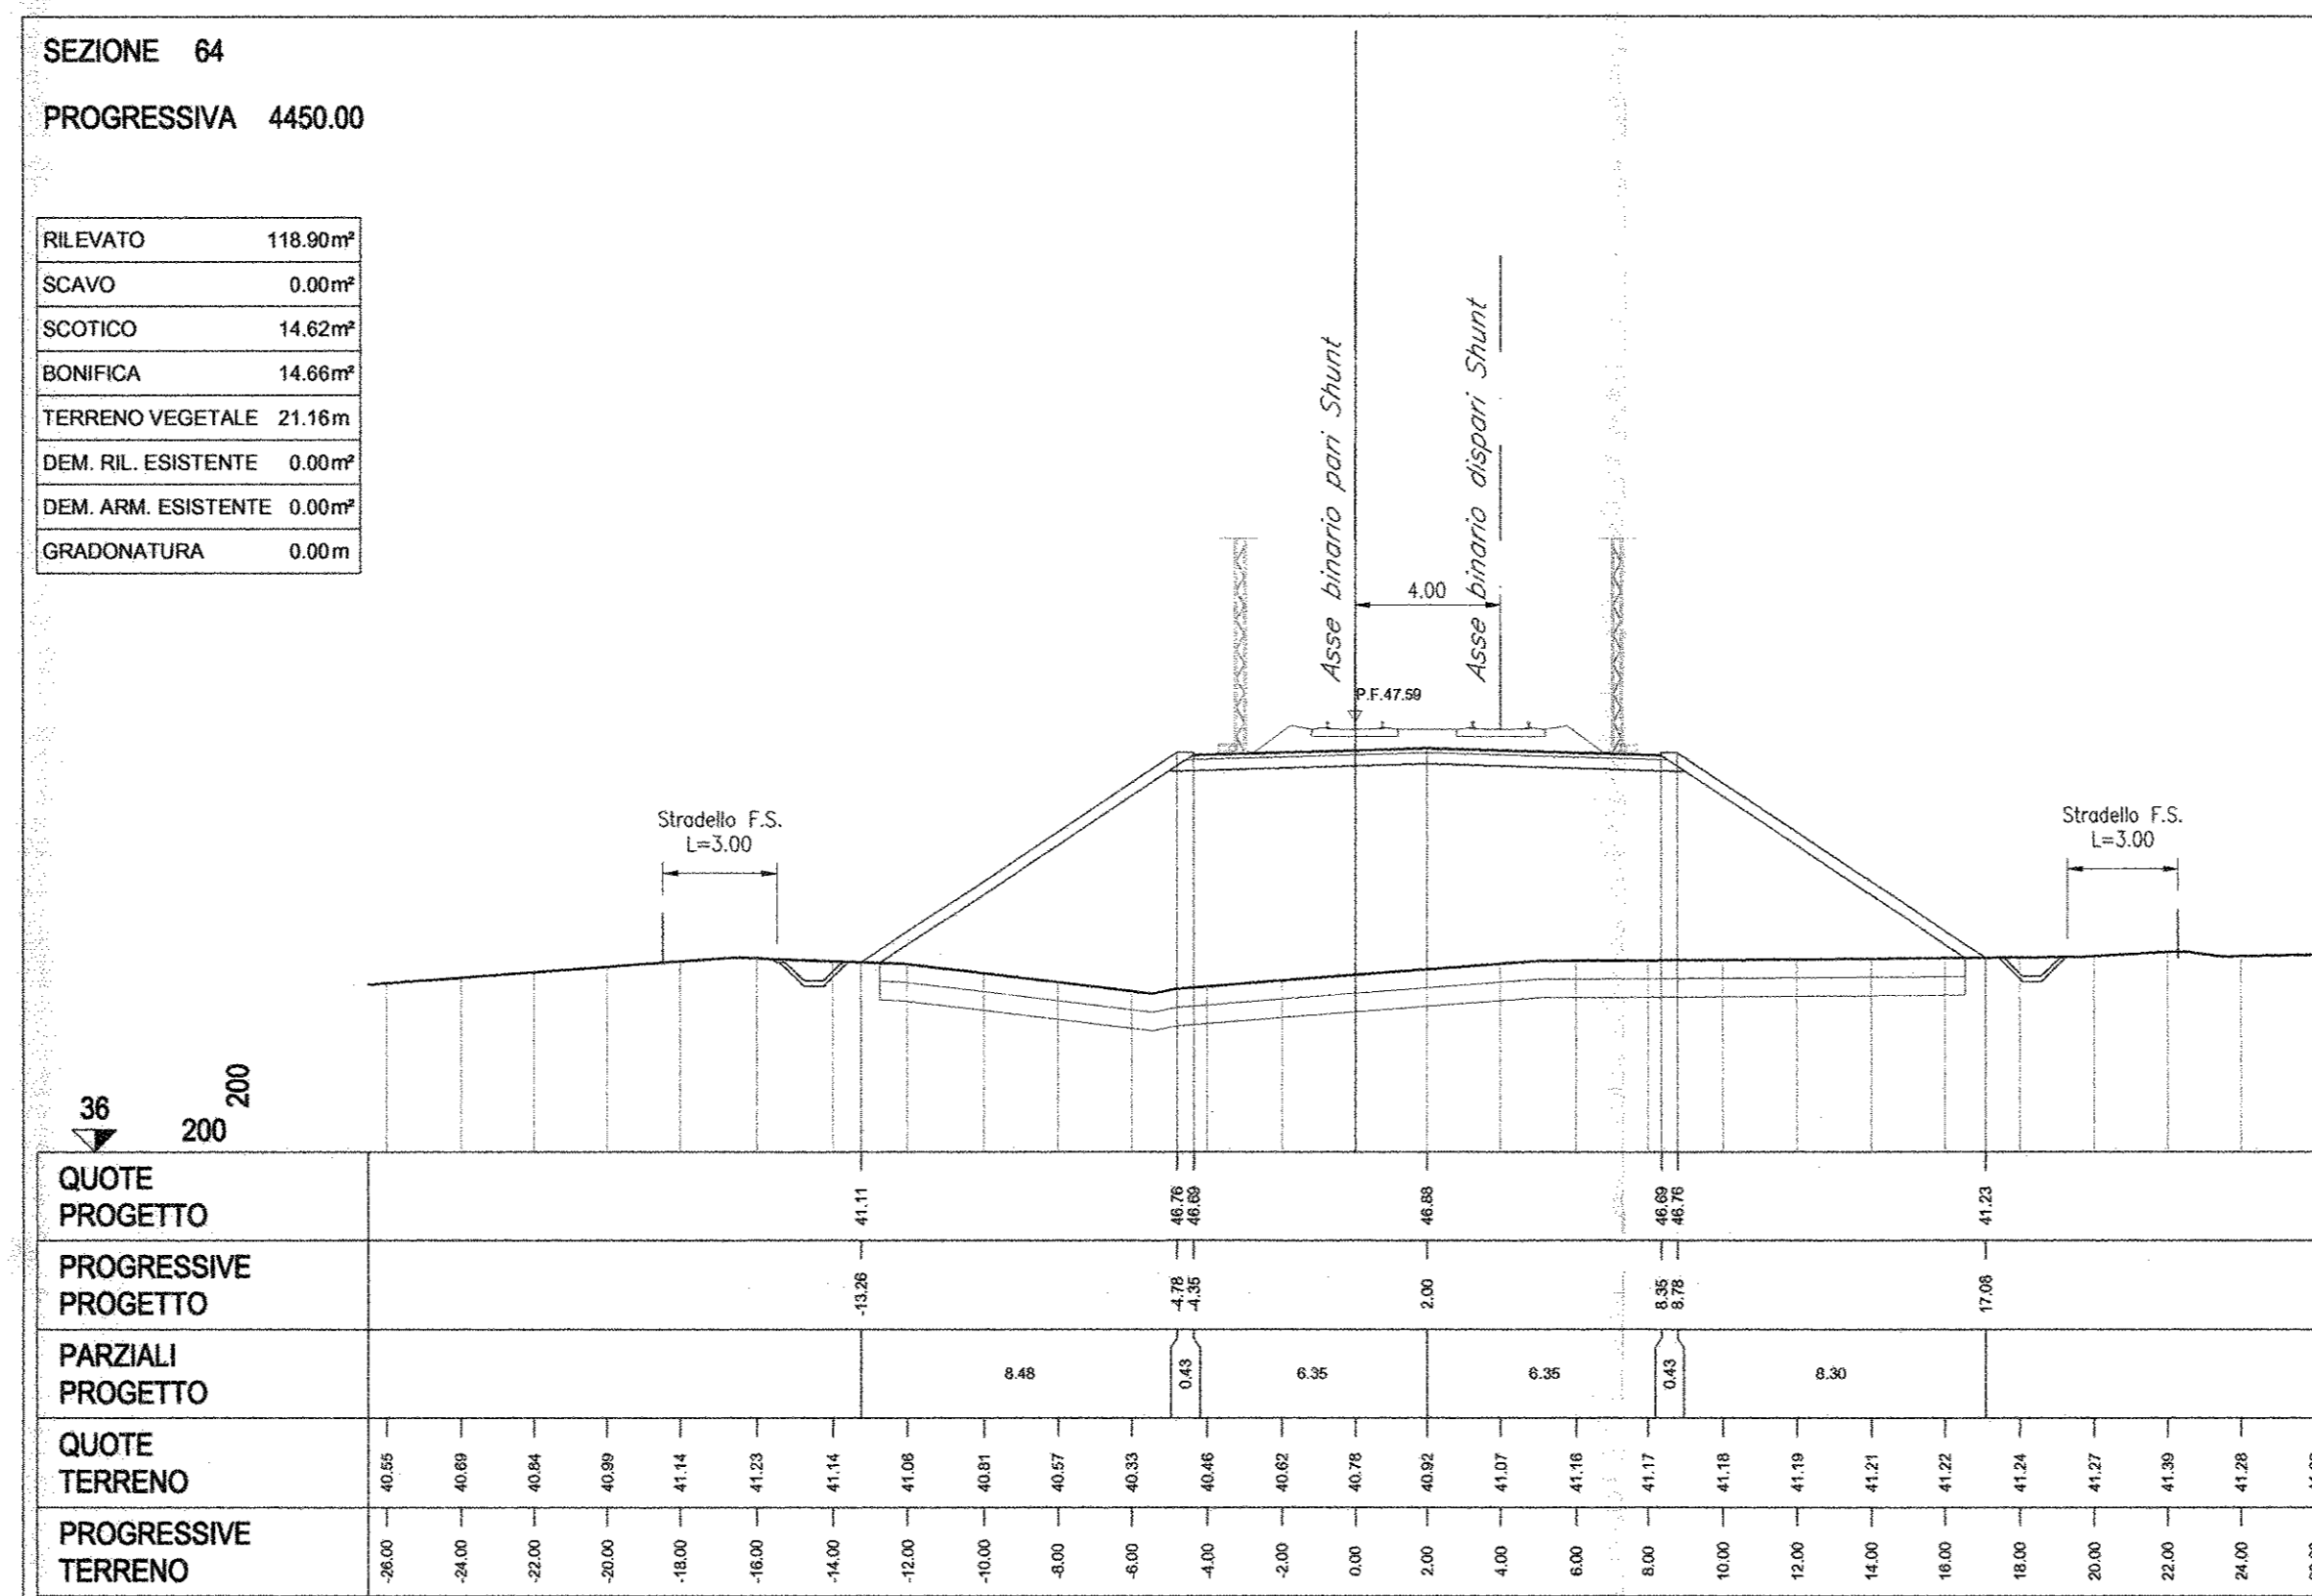 SEZIONE 64
PROGRESSIVA 4450.00
RILEVATO 118.90m²
SCAVO 0.00m²
SCOTICO 14.62m²
BONIFICA 14.66m²
TERRENO VEGETALE 21.16m
DEM. RIL. ESISTENTE 0.00m²
DEM. ARM. ESISTENTE 0.00m²
GRADONATURA 0.00m
Asse binario pari Shunt
Asse binario dispari Shunt
4.00
P.F.47.59
Stradello F.S.
L=3.00
Stradello F.S.
L=3.00
36
200
200
QUOTE
PROGETTO
41.11 46.76 46.69 46.88 46.69 46.76 41.23
PROGRESSIVE
PROGETTO
-13.26 -4.78 -4.35 2.00 8.35 8.78 17.08
PARZIALI
PROGETTO
8.48 0.43 6.35 6.35 0.43 8.30
QUOTE
TERRENO
40.55 40.69 40.84 40.99 41.14 41.23 41.14 41.06 40.81 40.57 40.33 40.46 40.62 40.78 40.92 41.07 41.16 41.17 41.18 41.19 41.21 41.22 41.24 41.27 41.39 41.28
PROGRESSIVE
TERRENO
-26.00 -24.00 -22.00 -20.00 -18.00 -16.00 -14.00 -12.00 -10.00 -8.00 -6.00 -4.00 -2.00 0.00 2.00 4.00 6.00 8.00 10.00 12.00 14.00 16.00 18.00 20.00 22.00 24.00